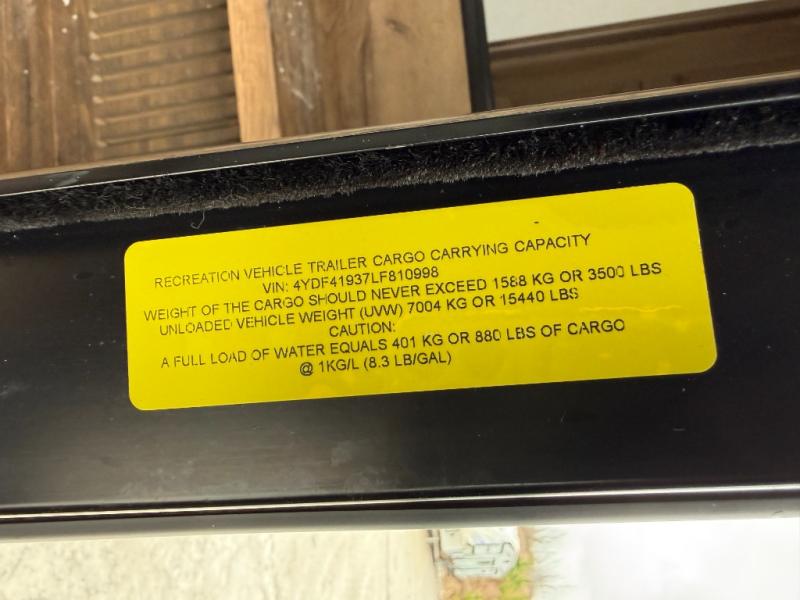 RECREATION VEHICLE TRAILER CARGO CARRYING CAPACITY
VIN: 4YDF41937LF810998
WEIGHT OF THE CARGO SHOULD NEVER EXCEED 1588 KG OR 3500 LBS
UNLOADED VEHICLE WEIGHT (UVW) 7004 KG OR 15440 LBS
CAUTION:
A FULL LOAD OF WATER EQUALS 401 KG OR 880 LBS OF CARGO
@ 1KG/L (8.3 LB/GAL)